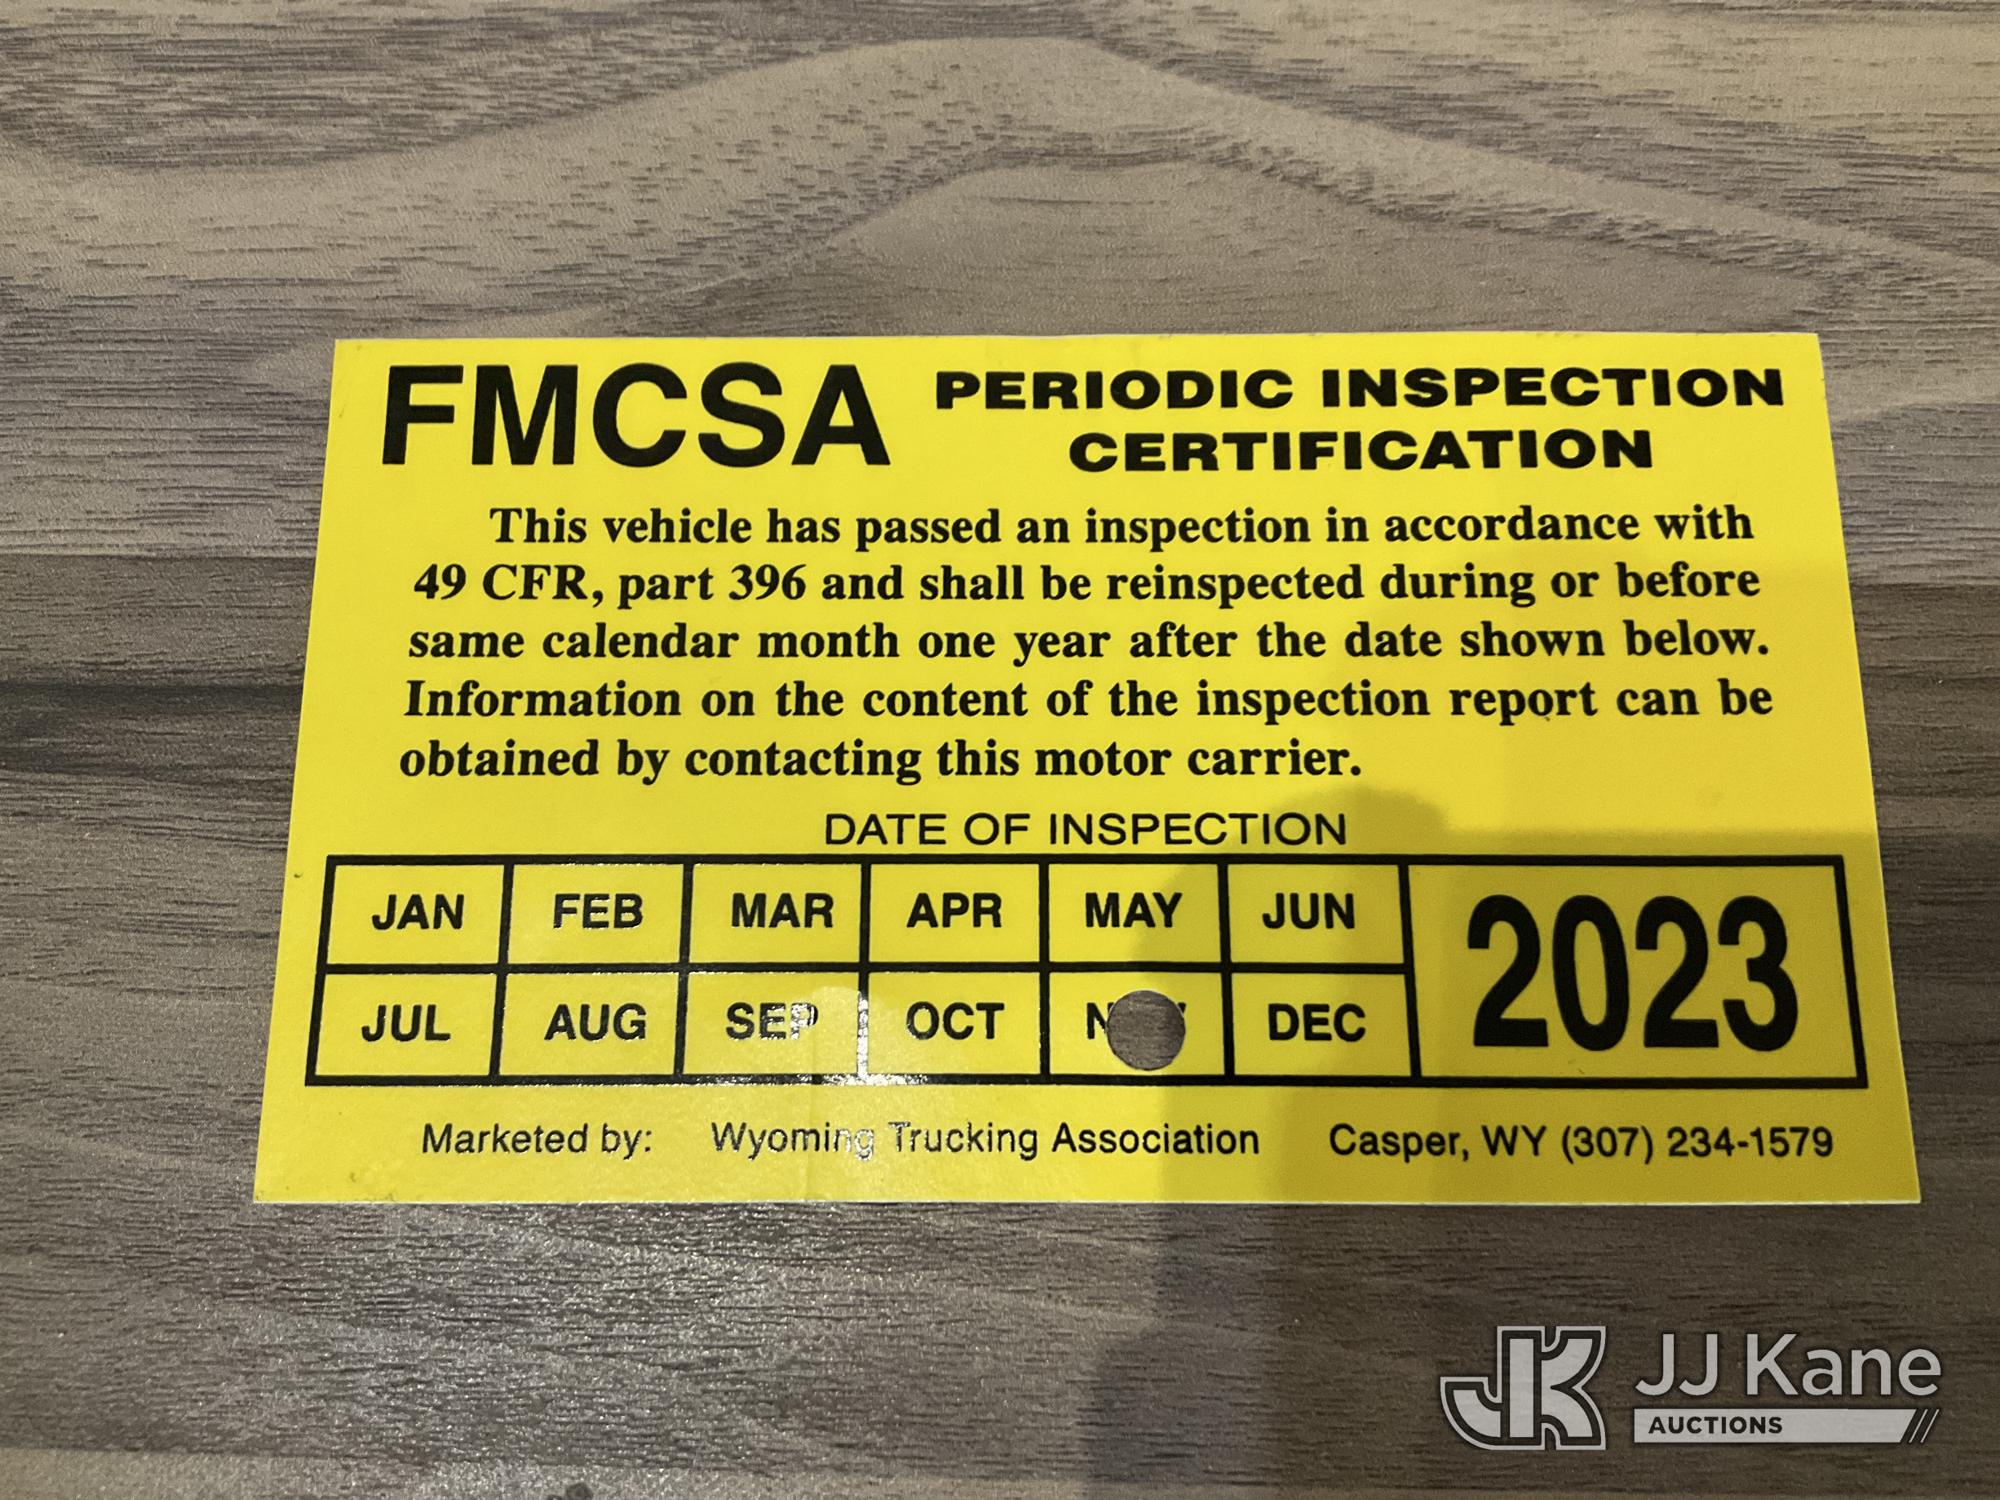 FMCSA PERIODIC INSPECTION
CERTIFICATION
This vehicle has passed an inspection in accordance with
49 CFR, part 396 and shall be reinspected during or before
same calendar month one year after the date shown below.
Information on the content of the inspection report can be
obtained by contacting this motor carrier.
DATE OF INSPECTION
JAN FEB MAR APR MAY JUN 2023
JUL AUG SEP OCT DEC
Marketed by: Wyoming Trucking Association Casper, WY (307) 234-1579
JK JJ Kane
AUCTIONS